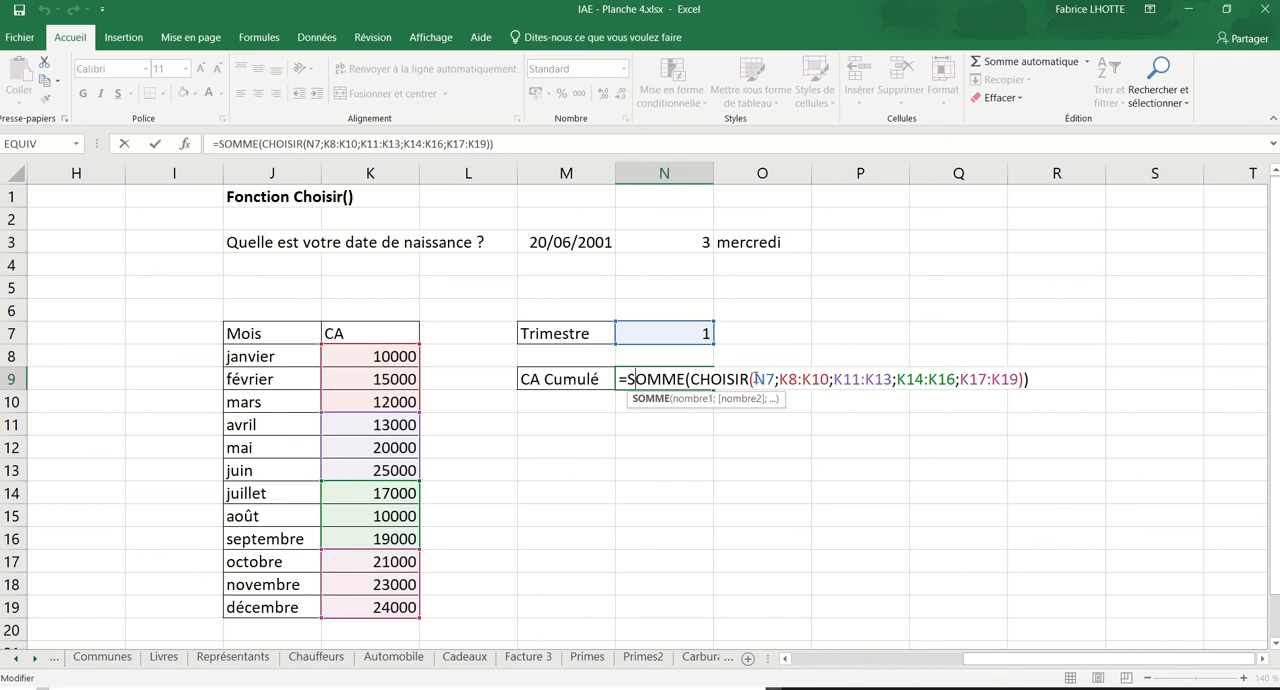 IAE - Planche 4.xlsx - Excel
Fabrice LHOTTE
Fichier Accueil Insertion Mise en page Formules Données Révision Affichage Aide Dites-nous ce que vous voulez faire Partager
Coller
Calibri 11
G I S
Renvoyer à la ligne automatiquement
Fusionner et centrer
Standard
% 000
Mise en forme conditionnelle
Mettre sous forme de tableau
Styles de cellules
Insérer Supprimer Format
Somme automatique
Recopier
Effacer
Trier et filtrer
Rechercher et sélectionner
Presse-papiers Police Alignement Nombre Styles Cellules Édition
EQUIV fx =SOMME(CHOISIR(N7;K8:K10;K11:K13;K14:K16;K17:K19))
H I J K L M N O P Q R S T
1 Fonction Choisir()
2
3 Quelle est votre date de naissance ? 20/06/2001 3 mercredi
4
5
6
7 Mois CA Trimestre 1
8 janvier 10000
9 février 15000 CA Cumulé =SOMME(CHOISIR(N7;K8:K10;K11:K13;K14:K16;K17:K19))
SOMME(nombre1; [nombre2]; ...)
10 mars 12000
11 avril 13000
12 mai 20000
13 juin 25000
14 juillet 17000
15 août 10000
16 septembre 19000
17 octobre 21000
18 novembre 23000
19 décembre 24000
20
... Communes Livres Représentants Chauffeurs Automobile Cadeaux Facture 3 Primes Primes2 Carbura ...
Modifier
140 %